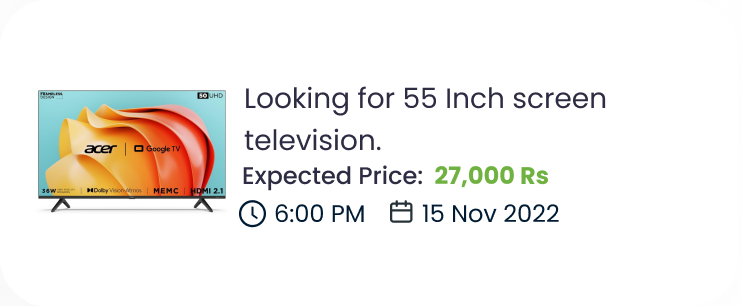 FRAMELESS
DESIGN
50 UHD
acer | Google TV
36W
Dolby Vision·Atmos | MEMC | HDMI 2.1
Looking for 55 Inch screen
television.
Expected Price: 27,000 Rs
6:00 PM 15 Nov 2022